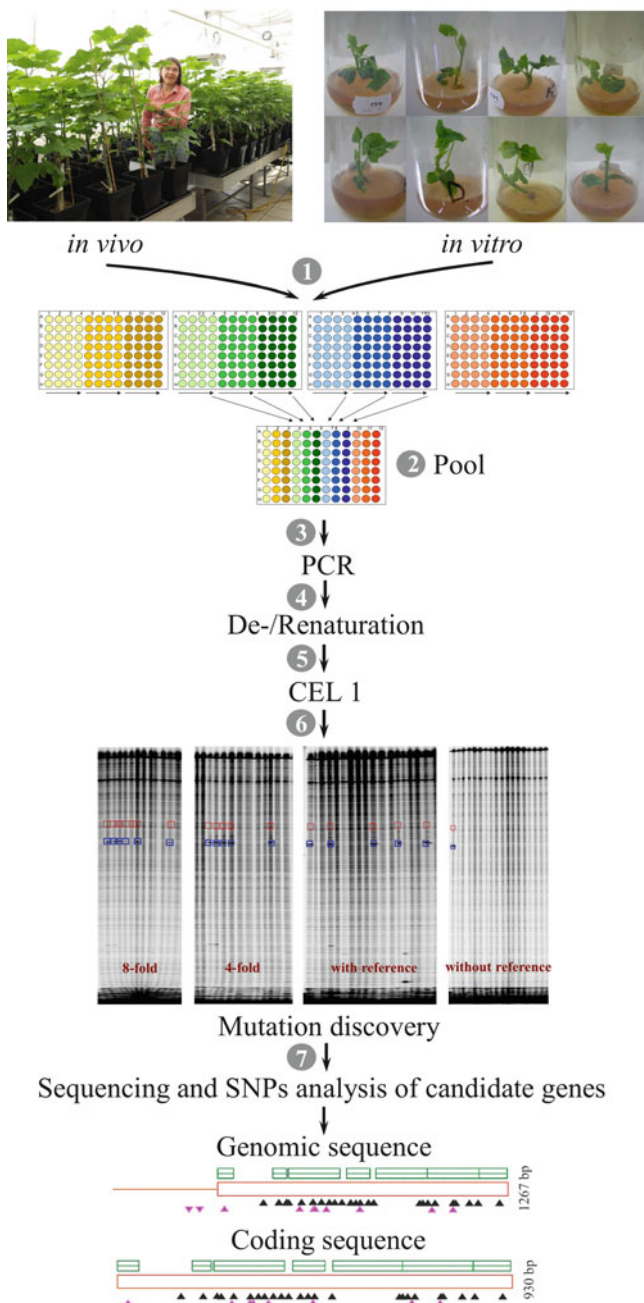 in vivo
in vitro
1
2 Pool
3
PCR
4
De-/Renaturation
5
CEL 1
6
8-fold
4-fold
with reference
without reference
Mutation discovery
7
Sequencing and SNPs analysis of candidate genes
Genomic sequence
1267 bp
Coding sequence
930 bp